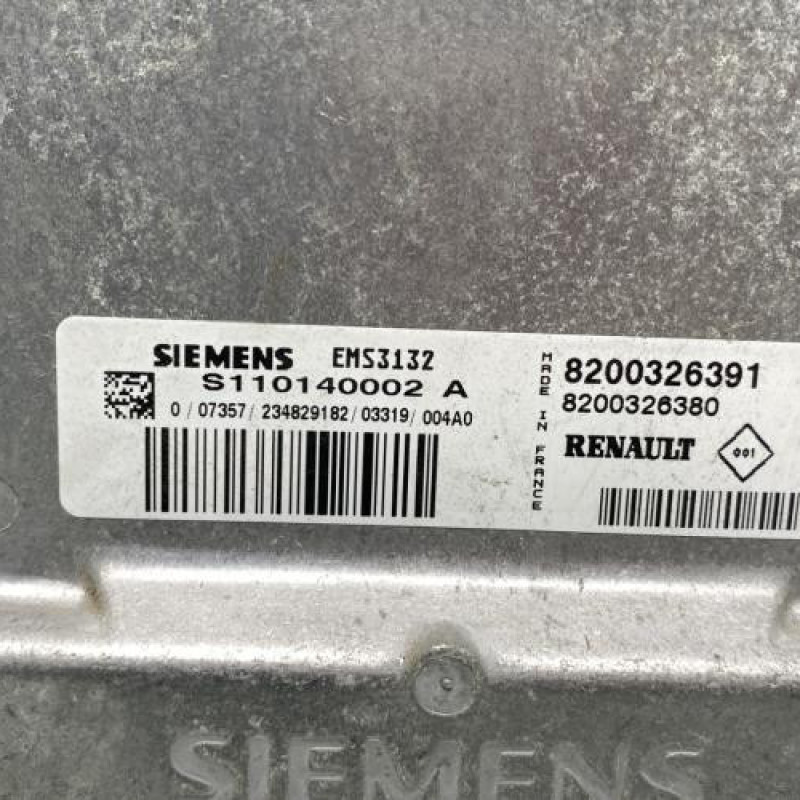 SIEMENS EMS3132
S110140002 A
0 / 07357 / 234829182 / 03319 / 004A0
MADE IN FRANCE
8200326391
8200326380
RENAULT 001
SIEMENS